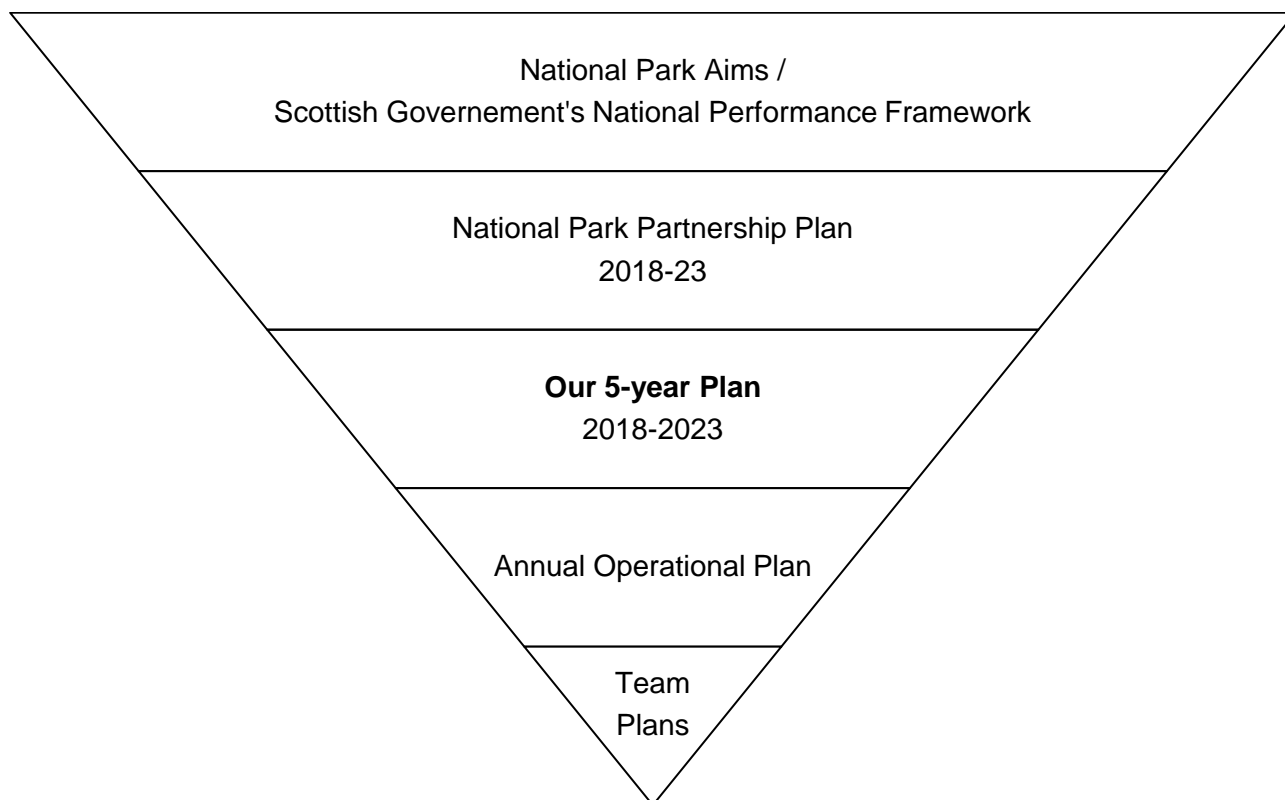 National Park Aims /
Scottish Governement's National Performance Framework
National Park Partnership Plan
2018-23
Our 5-year Plan
2018-2023
Annual Operational Plan
Team
Plans